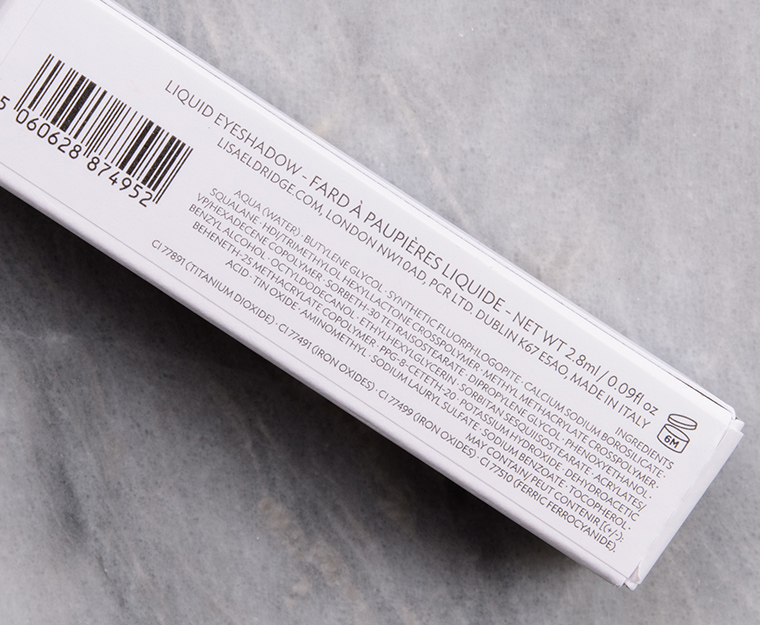 5 060628 874952
LIQUID EYESHADOW - FARD À PAUPIÈRES LIQUIDE - NET WT 2.8ml / 0.09fl oz
LISAELDRIDGE.COM, LONDON NW10AD, PCR LTD. DUBLIN K67 E5AO, MADE IN ITALY
6M
INGREDIENTS
AQUA (WATER) · BUTYLENE GLYCOL · SYNTHETIC FLUORPHLOGOPITE · CALCIUM SODIUM BOROSILICATE ·
SQUALANE · HDI/TRIMETHYLOL HEXYLLACTONE CROSSPOLYMER · METHYL METHACRYLATE CROSSPOLYMER ·
VP/HEXADECENE COPOLYMER · SORBETH-30 TETRAISOSTEARATE · DIPROPYLENE GLYCOL · PHENOXYETHANOL ·
BENZYL ALCOHOL · OCTYLDODECANOL · ETHYLHEXYLGLYCERIN · SORBITAN SESQUIISOSTEARATE · ACRYLATES/
BEHENETH-25 METHACRYLATE COPOLYMER · PPG-8-CETETH-20 · POTASSIUM HYDROXIDE · DEHYDROACETIC
ACID · TIN OXIDE · AMINOMETHYL · SODIUM LAURYL SULFATE · SODIUM BENZOATE · TOCOPHEROL ·
MAY CONTAIN/PEUT CONTENIR [(+/-):
CI 77891 (TITANIUM DIOXIDE) · CI 77491 (IRON OXIDES) · CI 77499 (IRON OXIDES) · CI 77510 (FERRIC FERROCYANIDE).